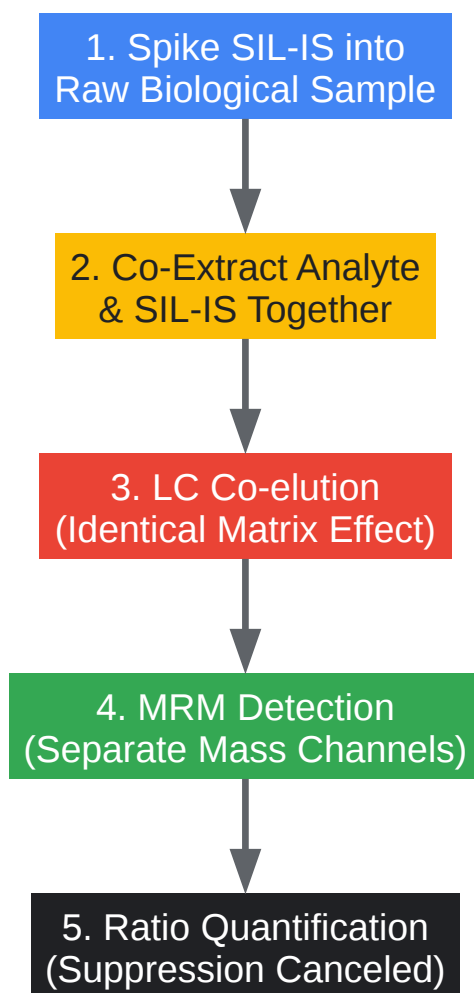 1. Spike SIL-IS into
Raw Biological Sample
2. Co-Extract Analyte
& SIL-IS Together
3. LC Co-elution
(Identical Matrix Effect)
4. MRM Detection
(Separate Mass Channels)
5. Ratio Quantification
(Suppression Canceled)